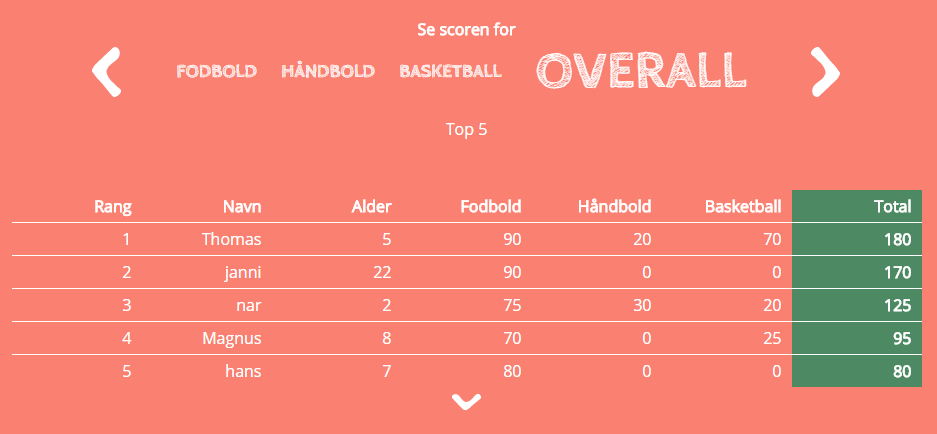 Se scoren for
FODBOLD HÅNDBOLD BASKETBALL OVERALL
Top 5
Rang Navn Alder Fodbold Håndbold Basketball Total
1 Thomas 5 90 20 70 180
2 janni 22 90 0 0 170
3 nar 2 75 30 20 125
4 Magnus 8 70 0 25 95
5 hans 7 80 0 0 80